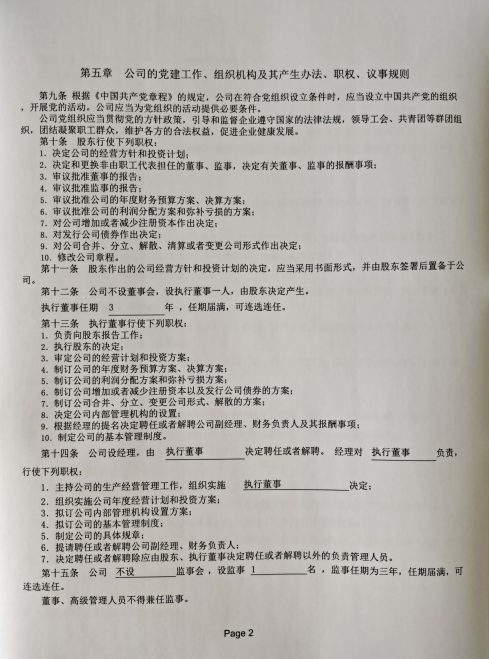 第五章 公司的党建工作、组织机构及其产生办法、职权、议事规则
第九条 根据《中国共产党章程》的规定，公司在符合党组织设立条件时，应当设立中国共产党的组织
，开展党的活动。公司应当为党组织的活动提供必要条件。
公司党组织应当贯彻党的方针政策，引导和监督企业遵守国家的法律法规，领导工会、共青团等群团组
织，团结凝聚职工群众，维护各方的合法权益，促进企业健康发展。
第十条 股东行使下列职权：
1．决定公司的经营方针和投资计划；
2．决定和更换非由职工代表担任的董事、监事，决定有关董事、监事的报酬事项；
3．审议批准董事的报告；
4．审议批准监事的报告；
5．审议批准公司的年度财务预算方案、决算方案；
6．审议批准公司的利润分配方案和弥补亏损的方案；
7．对公司增加或者减少注册资本作出决定；
8．对发行公司债券作出决定；
9．对公司合并、分立、解散、清算或者变更公司形式作出决定；
10．修改公司章程。
第十一条 股东作出的公司经营方针和投资计划的决定，应当采用书面形式，并由股东签署后置备于公
司。
第十二条 公司不设董事会，设执行董事一人，由股东决定产生。
执行董事任期 3 年 ，任期届满，可连选连任。
第十三条 执行董事行使下列职权：
1．负责向股东报告工作；
2．执行股东的决定；
3．审定公司的经营计划和投资方案；
4．制订公司的年度财务预算方案、决算方案；
5．制订公司的利润分配方案和弥补亏损方案；
6．制订公司增加或者减少注册资本以及发行公司债券的方案；
7．制订公司合并、分立、变更公司形式、解散的方案；
8．决定公司内部管理机构的设置；
9．根据经理的提名决定聘任或者解聘公司副经理、财务负责人及其报酬事项；
10．制定公司的基本管理制度。
第十四条 公司设经理，由 执行董事 决定聘任或者解聘。 经理对 执行董事 负责，
行使下列职权：
1．主持公司的生产经营管理工作，组织实施 执行董事 决定；
2．组织实施公司年度经营计划和投资方案；
3．拟订公司内部管理机构设置方案；
4．拟订公司的基本管理制度；
5．制定公司的具体规章；
6．提请聘任或者解聘公司副经理、财务负责人；
7．决定聘任或者解聘除应由股东、执行董事决定聘任或者解聘以外的负责管理人员。
第十五条 公司 不设 监事会 ，设监事 1 名 ，监事任期为三年，任期届满，可
连选连任。
董事、高级管理人员不得兼任监事。
Page 2